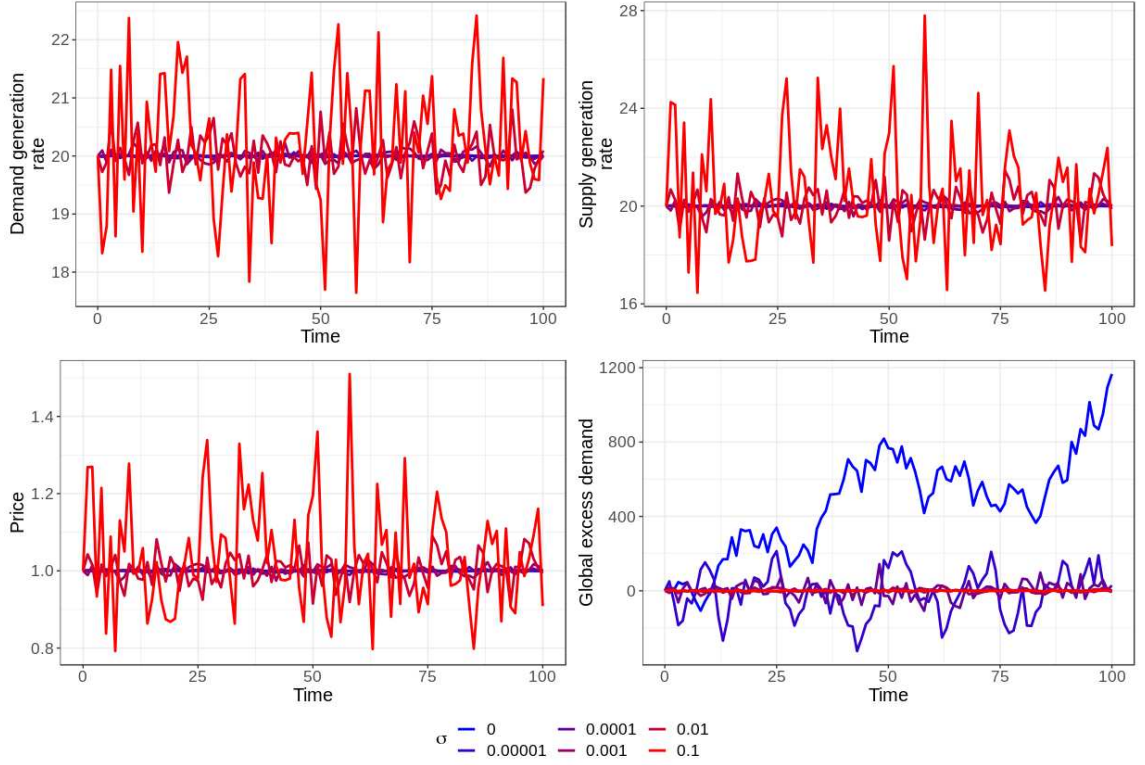 Demand generation
rate
22
21
20
19
18
0 25 50 75 100
Time
Supply generation
rate
28
24
20
16
0 25 50 75 100
Time
Price
1.4
1.2
1.0
0.8
0 25 50 75 100
Time
Global excess demand
1200
800
400
0
0 25 50 75 100
Time
σ 0 0.0001 0.01
0.00001 0.001 0.1